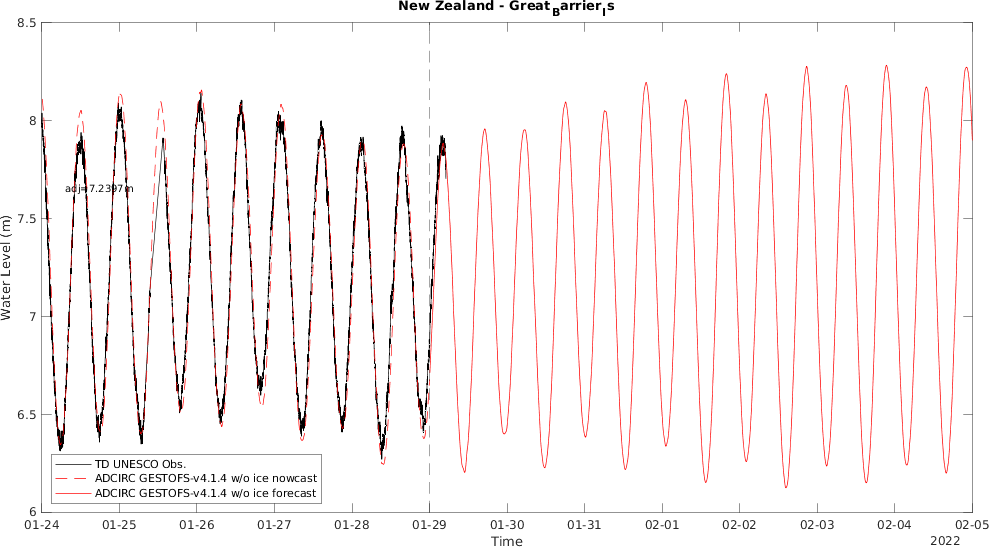 New Zealand - GreatBarrierIs
8.5
8
7.5
7
6.5
6
Water Level (m)
adj=7.2397m
TD UNESCO Obs.
ADCIRC GESTOFS-v4.1.4 w/o ice nowcast
ADCIRC GESTOFS-v4.1.4 w/o ice forecast
01-24 01-25 01-26 01-27 01-28 01-29 01-30 01-31 02-01 02-02 02-03 02-04 02-05
Time
2022